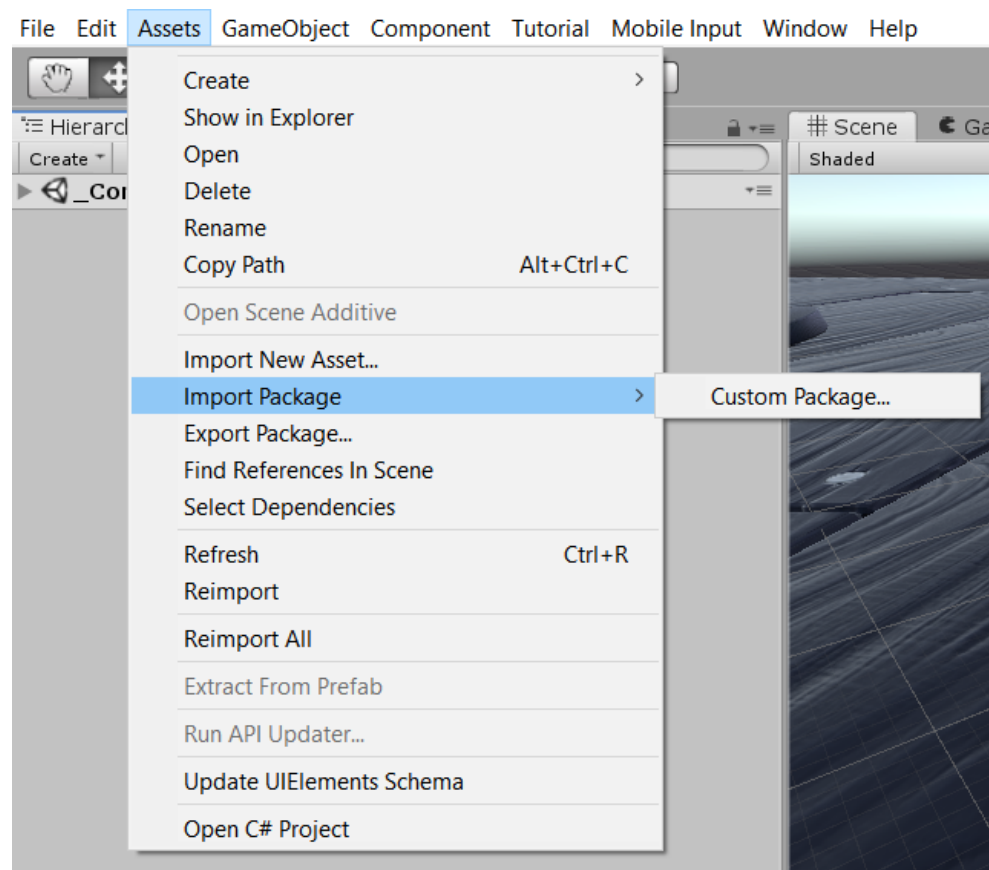 File Edit Assets GameObject Component Tutorial Mobile Input Window Help
Hierarc
Scene
Create
Shaded
Create
Show in Explorer
Open
Delete
Rename
Copy Path Alt+Ctrl+C
Open Scene Additive
Import New Asset...
Import Package Custom Package...
Export Package...
Find References In Scene
Select Dependencies
Refresh Ctrl+R
Reimport
Reimport All
Extract From Prefab
Run API Updater...
Update UIElements Schema
Open C# Project